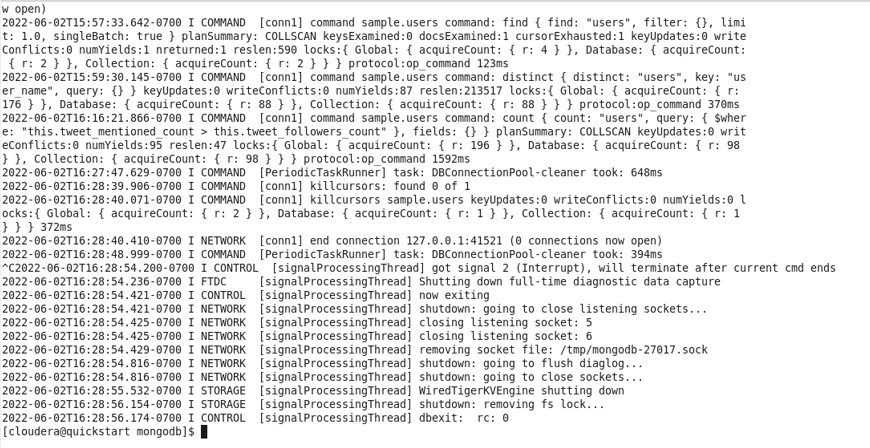 w open)
2022-06-02T15:57:33.642-0700 I COMMAND  [conn1] command sample.users command: find { find: "users", filter: {}, limi
t: 1.0, singleBatch: true } planSummary: COLLSCAN keysExamined:0 docsExamined:1 cursorExhausted:1 keyUpdates:0 write
Conflicts:0 numYields:1 nreturned:1 reslen:590 locks:{ Global: { acquireCount: { r: 4 } }, Database: { acquireCount:
 { r: 2 } }, Collection: { acquireCount: { r: 2 } } } protocol:op_command 123ms
2022-06-02T15:59:30.145-0700 I COMMAND  [conn1] command sample.users command: distinct { distinct: "users", key: "us
er_name", query: {} } keyUpdates:0 writeConflicts:0 numYields:87 reslen:213517 locks:{ Global: { acquireCount: { r:
176 } }, Database: { acquireCount: { r: 88 } }, Collection: { acquireCount: { r: 88 } } } protocol:op_command 370ms
2022-06-02T16:16:21.866-0700 I COMMAND  [conn1] command sample.users command: count { count: "users", query: { $wher
e: "this.tweet_mentioned_count > this.tweet_followers_count" }, fields: {} } planSummary: COLLSCAN keyUpdates:0 writ
eConflicts:0 numYields:95 reslen:47 locks:{ Global: { acquireCount: { r: 196 } }, Database: { acquireCount: { r: 98
} }, Collection: { acquireCount: { r: 98 } } } protocol:op_command 1592ms
2022-06-02T16:27:47.629-0700 I COMMAND  [PeriodicTaskRunner] task: DBConnectionPool-cleaner took: 648ms
2022-06-02T16:28:39.906-0700 I COMMAND  [conn1] killcursors: found 0 of 1
2022-06-02T16:28:40.071-0700 I COMMAND  [conn1] killcursors sample.users keyUpdates:0 writeConflicts:0 numYields:0 l
ocks:{ Global: { acquireCount: { r: 2 } }, Database: { acquireCount: { r: 1 } }, Collection: { acquireCount: { r: 1
} } } 372ms
2022-06-02T16:28:40.410-0700 I NETWORK  [conn1] end connection 127.0.0.1:41521 (0 connections now open)
2022-06-02T16:28:48.999-0700 I COMMAND  [PeriodicTaskRunner] task: DBConnectionPool-cleaner took: 394ms
^C2022-06-02T16:28:54.200-0700 I CONTROL  [signalProcessingThread] got signal 2 (Interrupt), will terminate after current cmd ends
2022-06-02T16:28:54.236-0700 I FTDC     [signalProcessingThread] Shutting down full-time diagnostic data capture
2022-06-02T16:28:54.421-0700 I CONTROL  [signalProcessingThread] now exiting
2022-06-02T16:28:54.421-0700 I NETWORK  [signalProcessingThread] shutdown: going to close listening sockets...
2022-06-02T16:28:54.425-0700 I NETWORK  [signalProcessingThread] closing listening socket: 5
2022-06-02T16:28:54.425-0700 I NETWORK  [signalProcessingThread] closing listening socket: 6
2022-06-02T16:28:54.429-0700 I NETWORK  [signalProcessingThread] removing socket file: /tmp/mongodb-27017.sock
2022-06-02T16:28:54.816-0700 I NETWORK  [signalProcessingThread] shutdown: going to flush diaglog...
2022-06-02T16:28:54.816-0700 I NETWORK  [signalProcessingThread] shutdown: going to close sockets...
2022-06-02T16:28:55.532-0700 I STORAGE  [signalProcessingThread] WiredTigerKVEngine shutting down
2022-06-02T16:28:56.154-0700 I STORAGE  [signalProcessingThread] shutdown: removing fs lock...
2022-06-02T16:28:56.174-0700 I CONTROL  [signalProcessingThread] dbexit:  rc: 0
[cloudera@quickstart mongodb]$